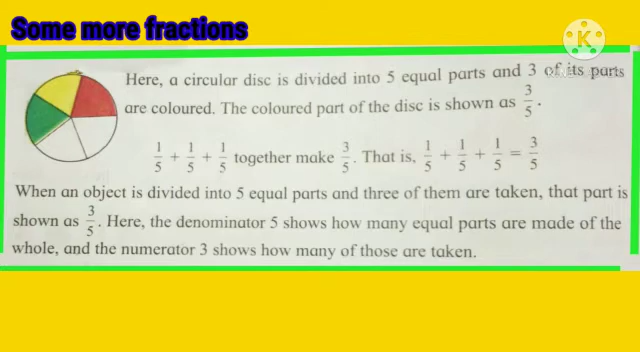 Some more fractions
K
Here, a circular disc is divided into 5 equal parts and 3 of its parts
are coloured. The coloured part of the disc is shown as 3/5.
1/5 + 1/5 + 1/5 together make 3/5. That is, 1/5 + 1/5 + 1/5 = 3/5
When an object is divided into 5 equal parts and three of them are taken, that part is
shown as 3/5. Here, the denominator 5 shows how many equal parts are made of the
whole, and the numerator 3 shows how many of those are taken.